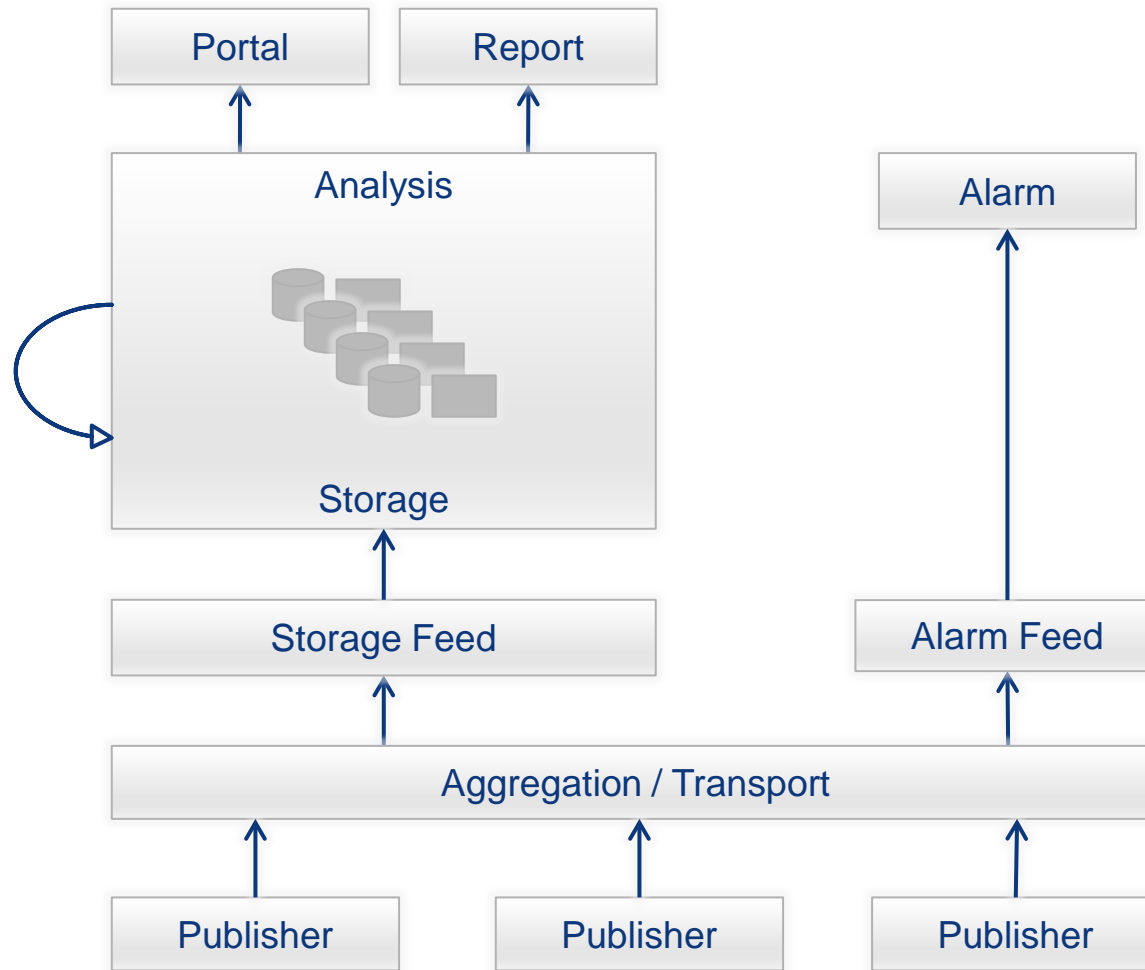 Portal
Report
Analysis
Alarm
Storage
Storage Feed
Alarm Feed
Aggregation / Transport
Publisher
Publisher
Publisher